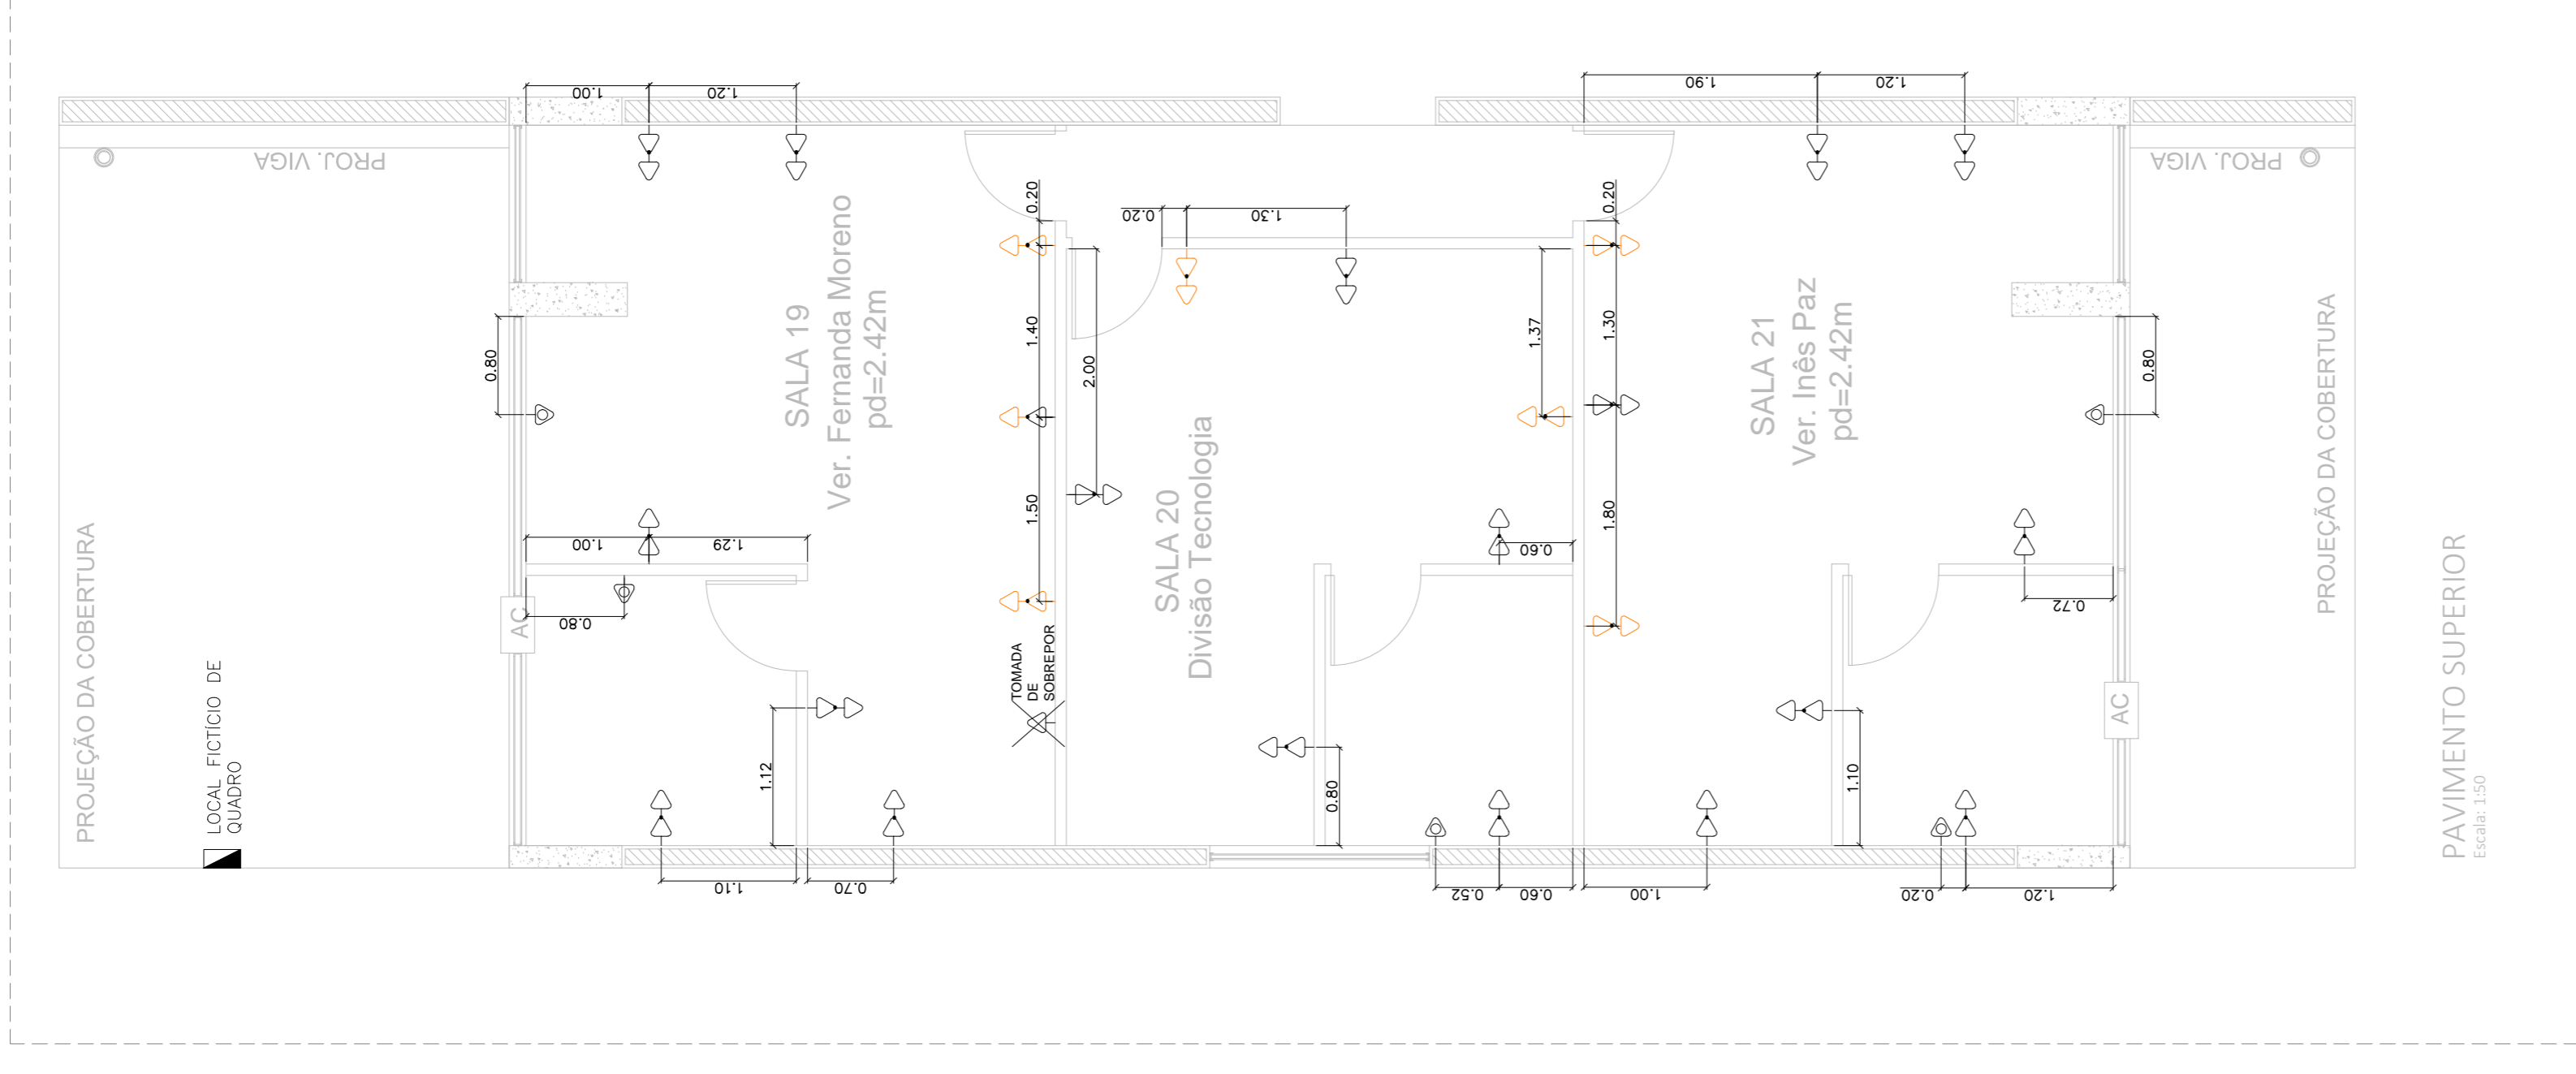 1.00
1.20
1.90
1.20
PROJ. VIGA
PROJ. VIGA
0.20
0.20
0.20
1.30
SALA 19
Ver. Fernanda Moreno
pd=2.42m
SALA 21
Ver. Inês Paz
pd=2.42m
0.80
1.40
2.00
1.37
1.30
0.80
SALA 20
Divisão Tecnologia
1.50
1.80
1.00
1.29
0.60
0.72
0.80
AC
AC
TOMADA
DE
SOBREPOR
PROJEÇÃO DA COBERTURA
PROJEÇÃO DA COBERTURA
LOCAL FICTÍCIO DE
QUADRO
1.12
0.80
1.10
1.10
0.70
0.52
0.60
1.00
0.20
1.20
PAVIMENTO SUPERIOR
Escala: 1:50